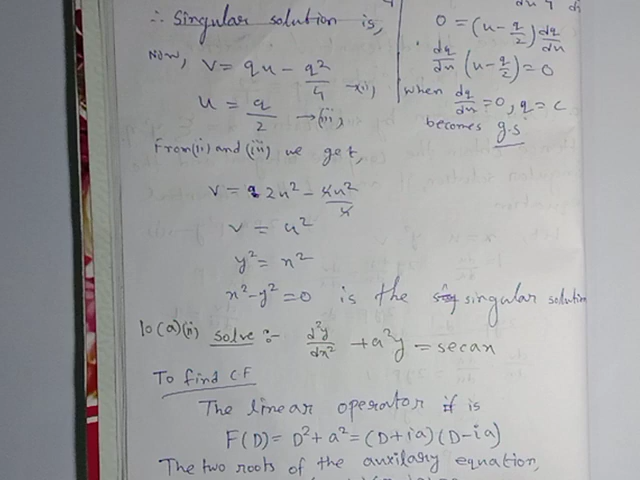 ∴ Singular solution is,
Now, v = qu - q²/4 → (ii),
u = q/2 → (iii),
From (ii) and (iii) we get,
v = 2u² - 4u²/4
v = u²
y² = x²
x² - y² = 0 is the singular solution
0 = (u - q/2) dq/du
dq/du (u - q/2) = 0
when dq/du = 0, q = c
becomes g.s
10(a)(ii) solve :- d²y/dx² + a²y = secax
To find CF
The linear operator if is
F(D) = D² + a² = (D+ia)(D-ia)
The two roots of the auxilary equation,